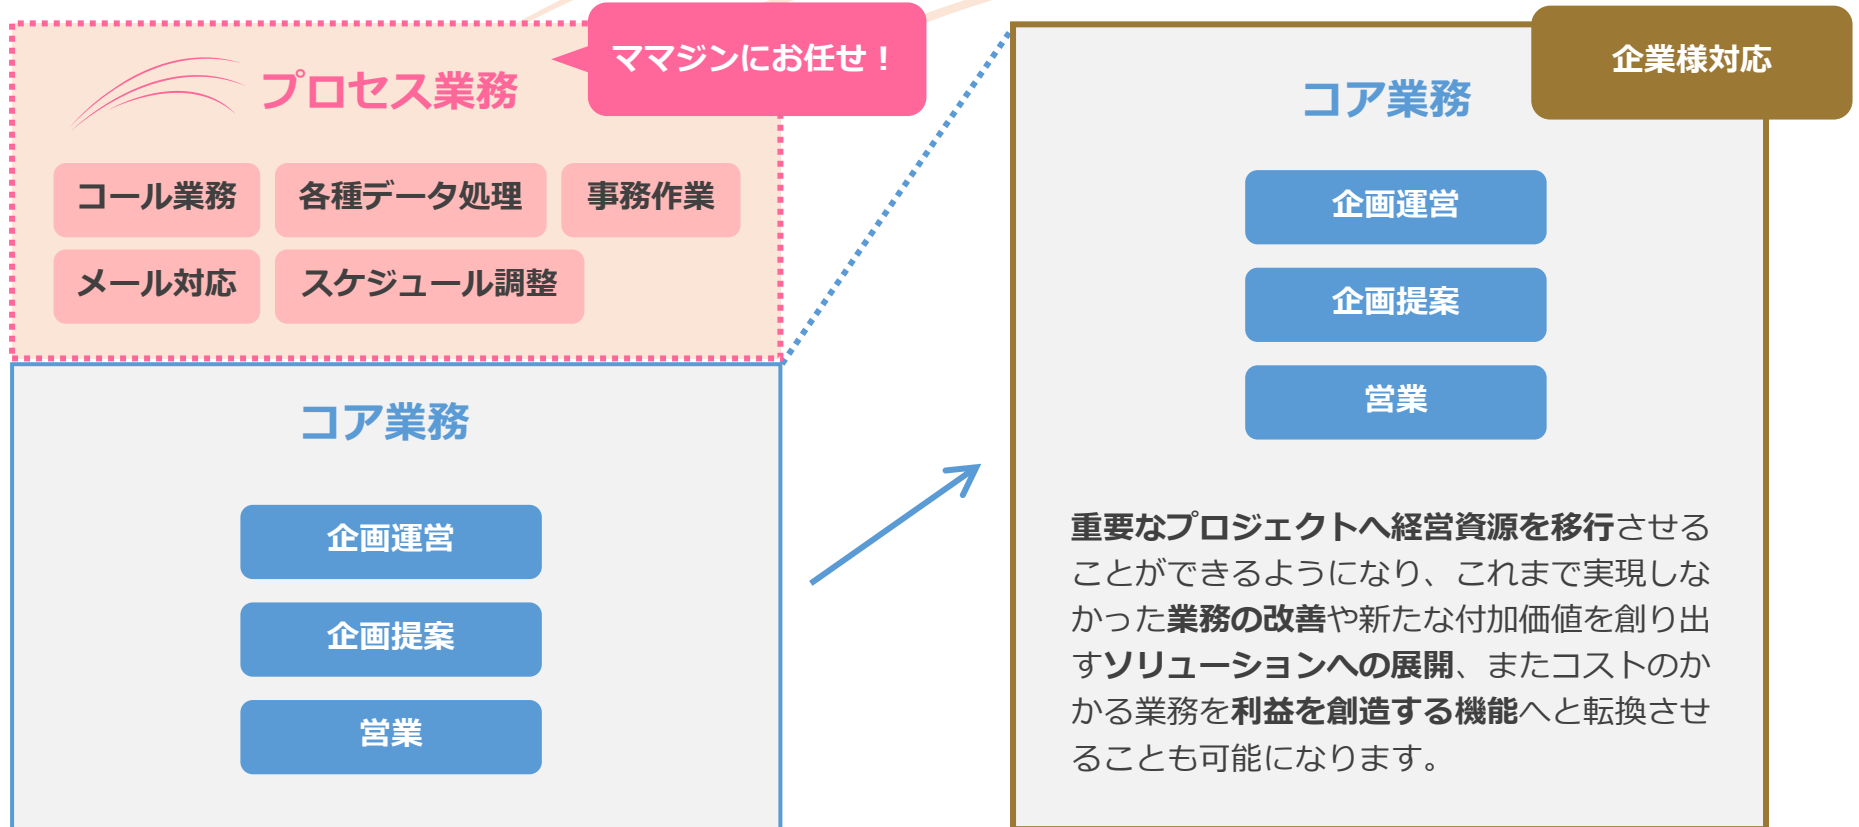 ママジンにお任せ！
プロセス業務
コール業務
各種データ処理
事務作業
メール対応
スケジュール調整
コア業務
企画運営
企画提案
営業
企業様対応
コア業務
企画運営
企画提案
営業
重要なプロジェクトへ経営資源を移行させる
ことができるようになり、これまで実現しな
かった業務の改善や新たな付加価値を創り出
すソリューションへの展開、またコストのか
かる業務を利益を創造する機能へと転換させ
ることも可能になります。